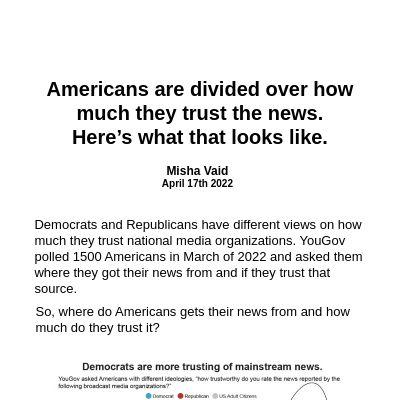 Americans are divided over how
much they trust the news.
Here’s what that looks like.
Misha Vaid
April 17th 2022
Democrats and Republicans have different views on how
much they trust national media organizations. YouGov
polled 1500 Americans in March of 2022 and asked them
where they got their news from and if they trust that
source.
So, where do Americans gets their news from and how
much do they trust it?
Democrats are more trusting of mainstream news.
YouGov asked Americans with different ideologies, "how trustworthy do you rate the news reported by the
following broadcast media organizations?"
Democrat Republican US Adult Citizens